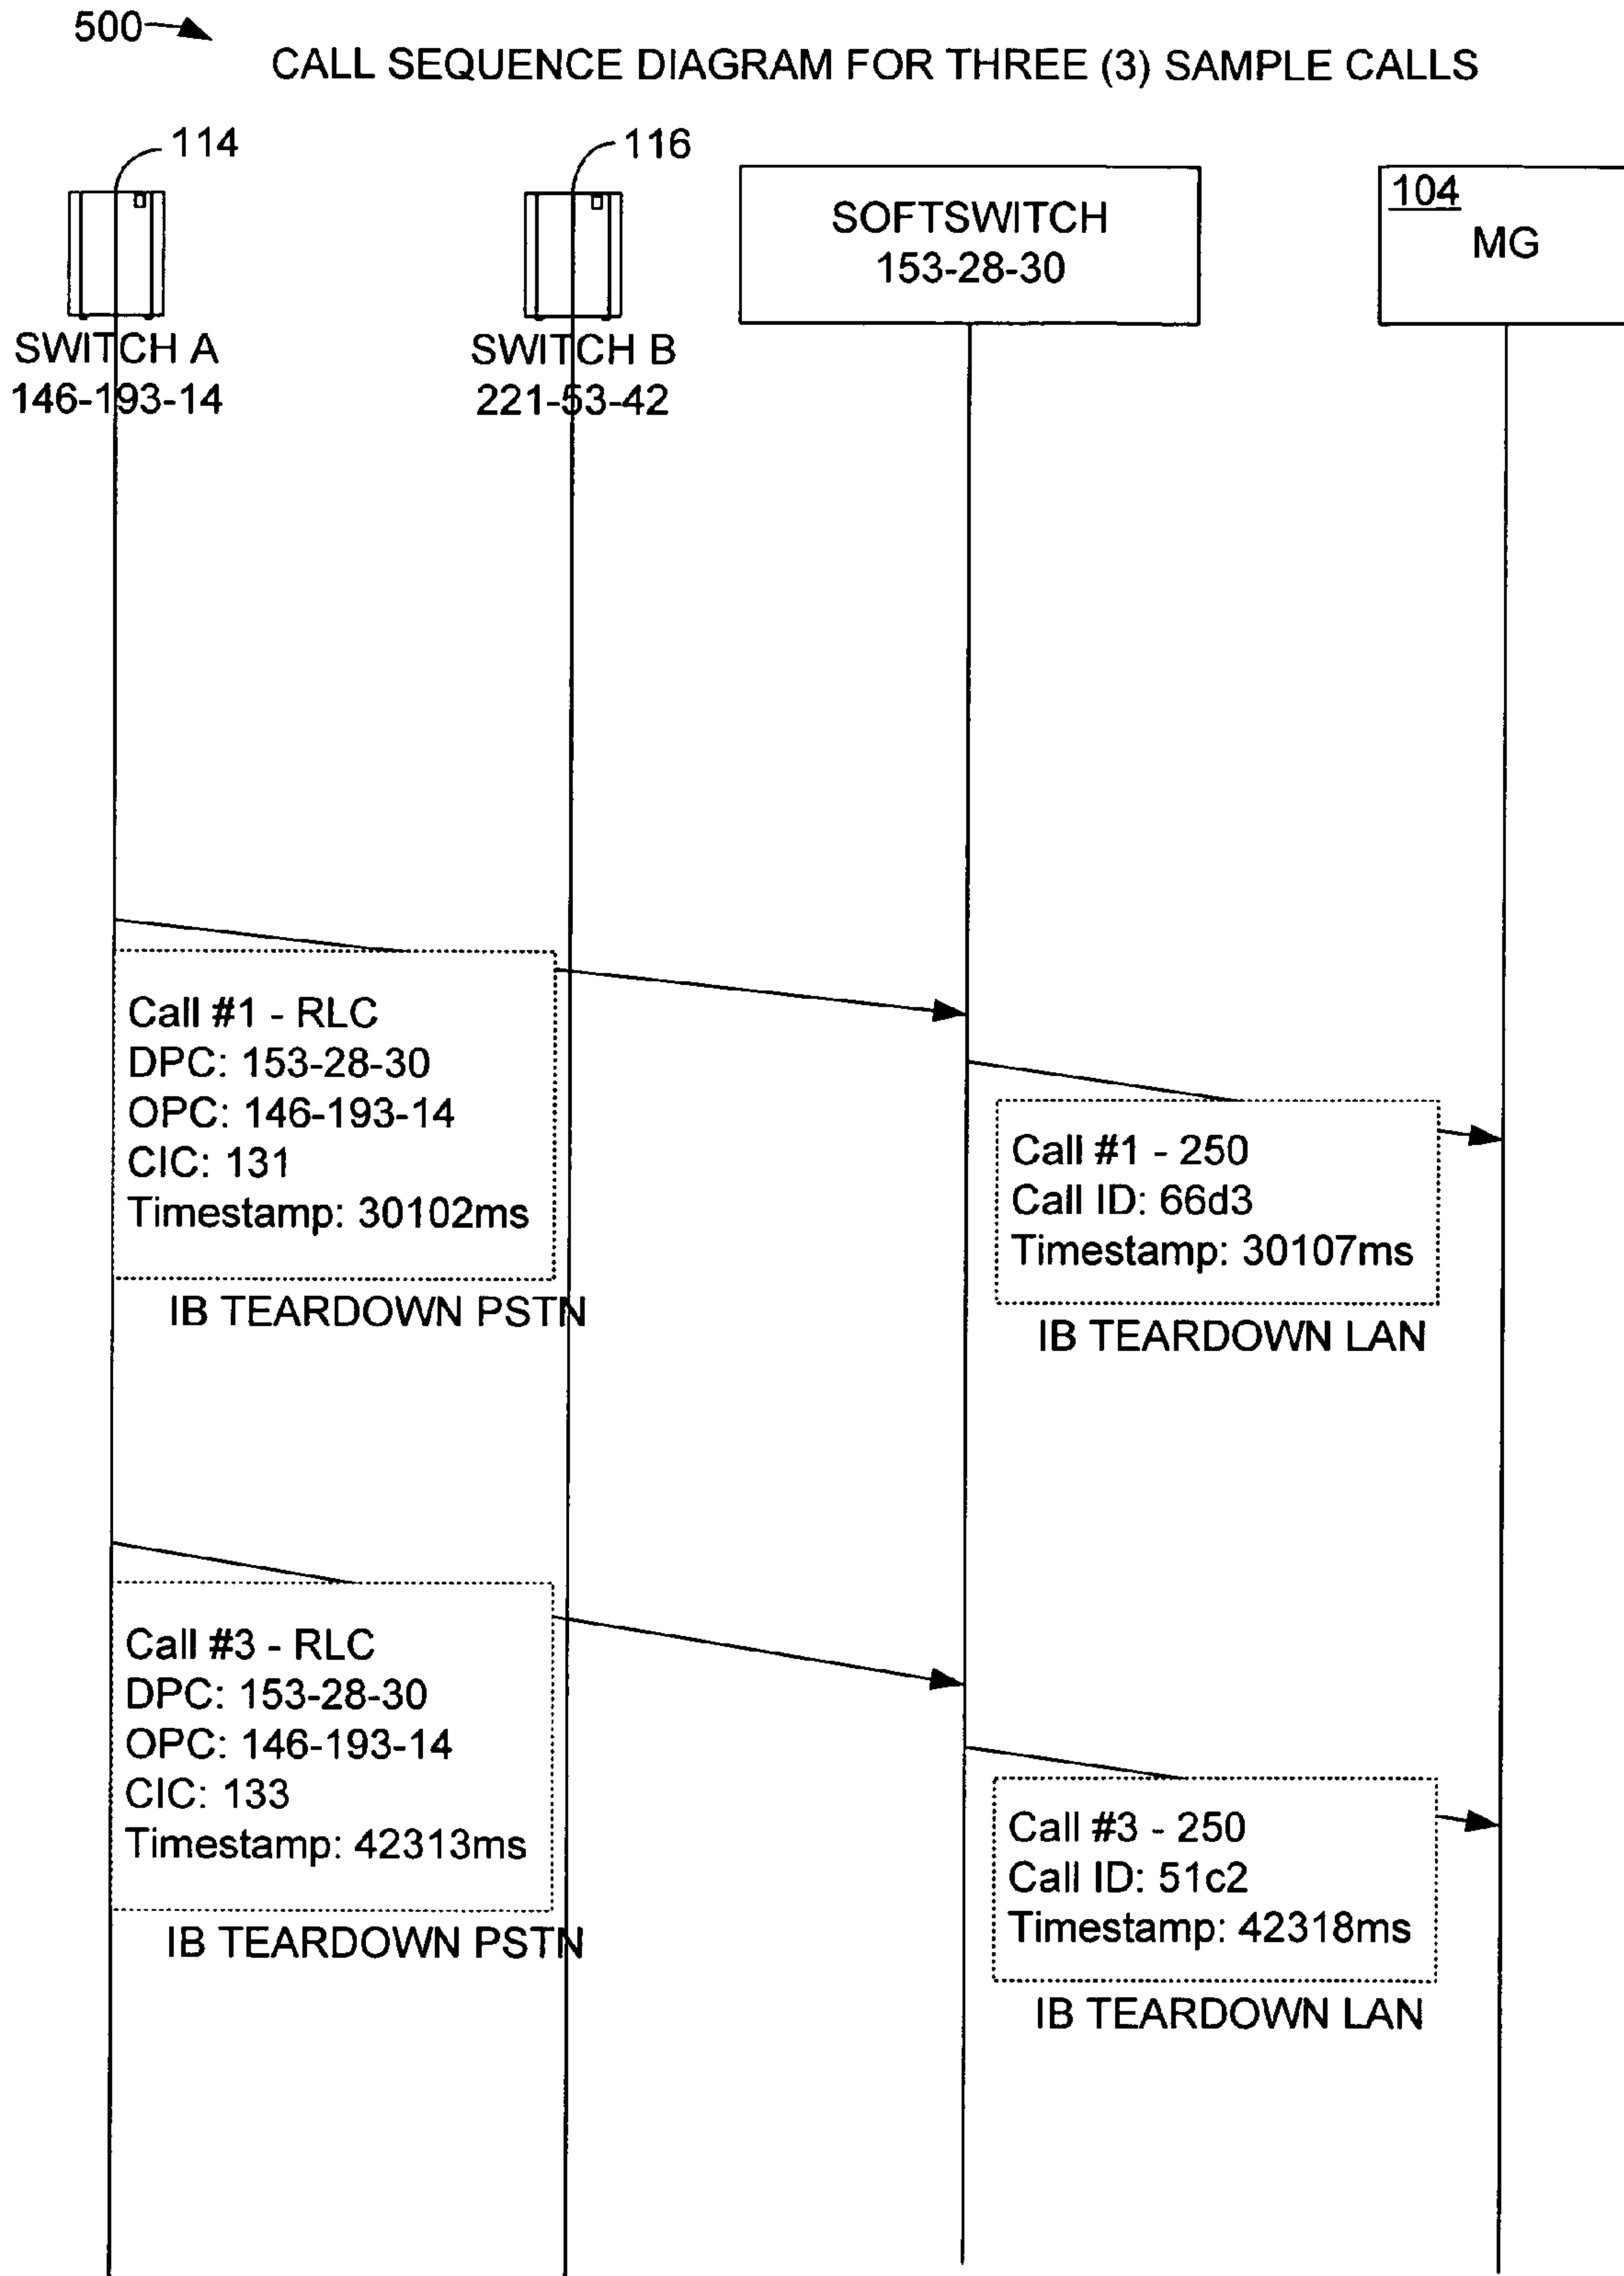 500
CALL SEQUENCE DIAGRAM FOR THREE (3) SAMPLE CALLS
114
116
SWITCH A
146-193-14
SWITCH B
221-53-42
SOFTSWITCH
153-28-30
104
MG
Call #1 - RLC
DPC: 153-28-30
OPC: 146-193-14
CIC: 131
Timestamp: 30102ms
IB TEARDOWN PSTN
Call #1 - 250
Call ID: 66d3
Timestamp: 30107ms
IB TEARDOWN LAN
Call #3 - RLC
DPC: 153-28-30
OPC: 146-193-14
CIC: 133
Timestamp: 42313ms
IB TEARDOWN PSTN
Call #3 - 250
Call ID: 51c2
Timestamp: 42318ms
IB TEARDOWN LAN